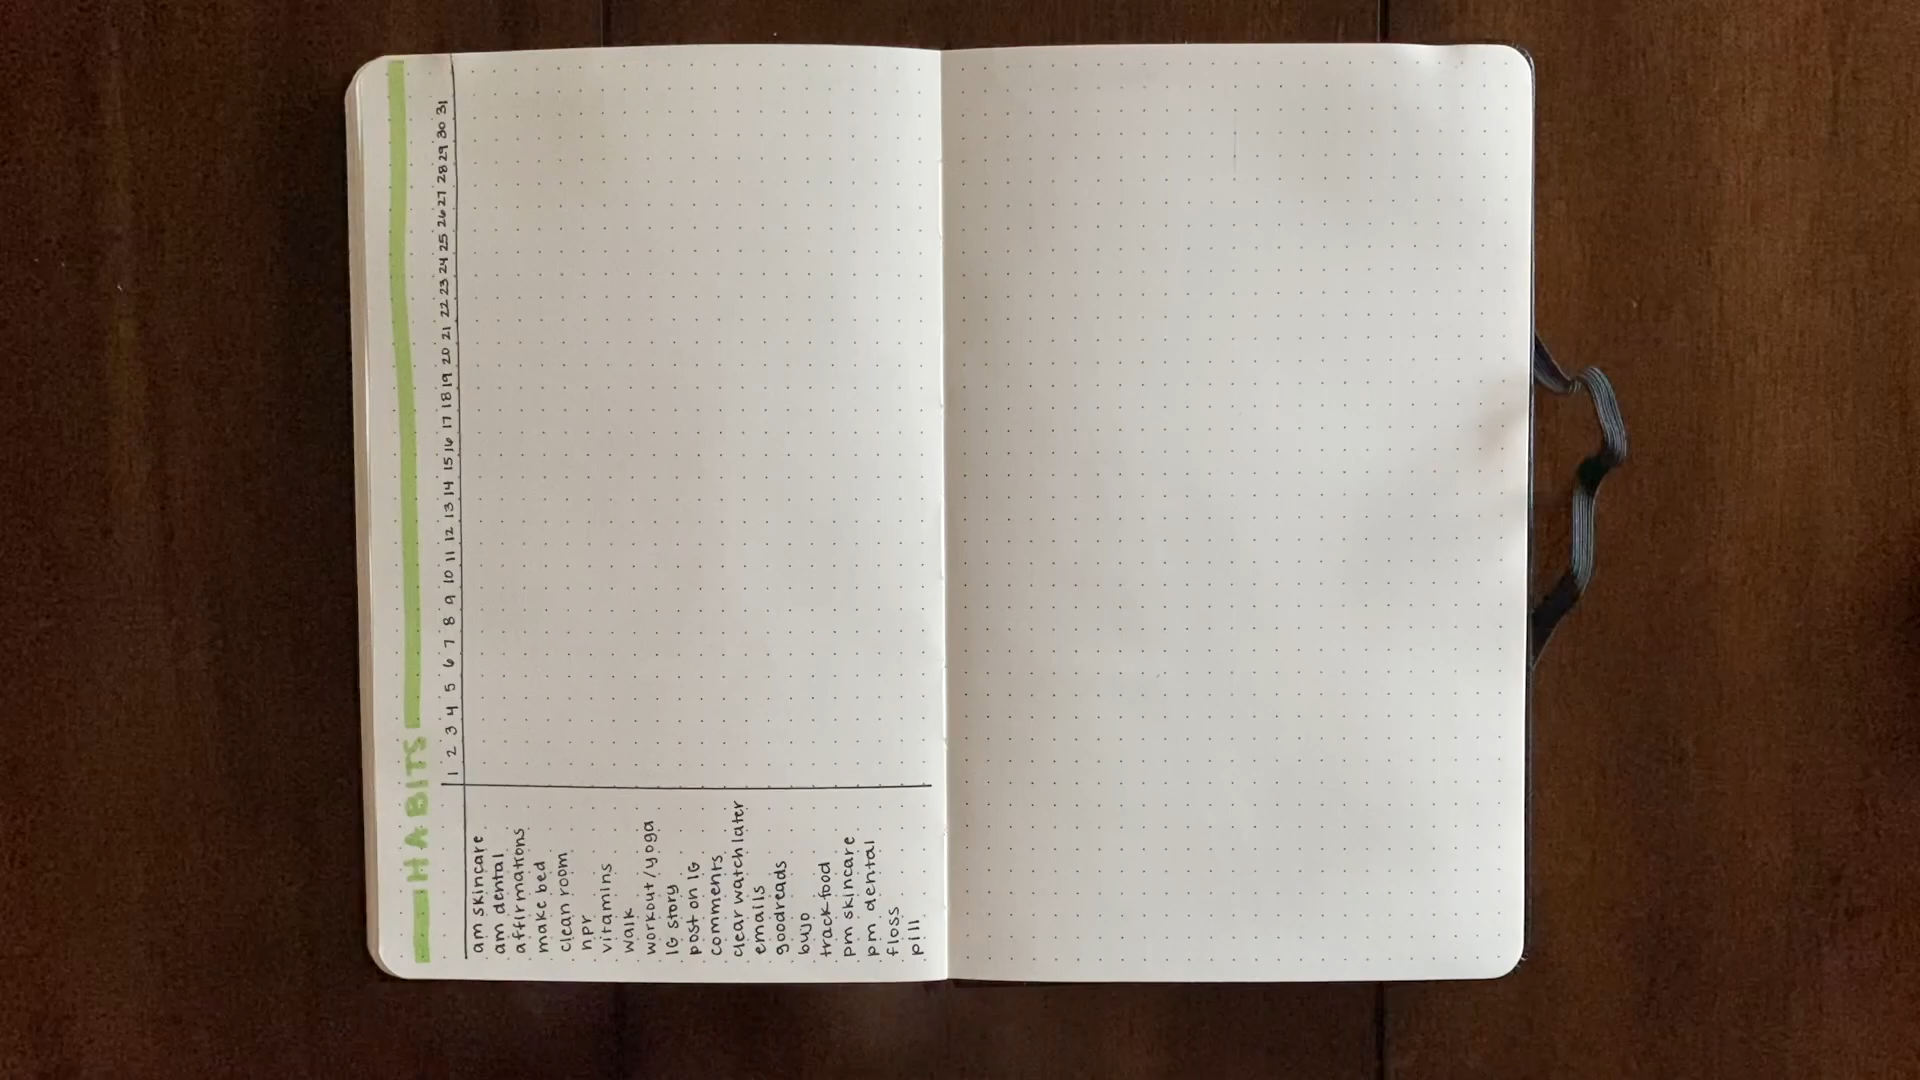 HABITS
1 2 3 4 5 6 7 8 9 10 11 12 13 14 15 16 17 18 19 20 21 22 23 24 25 26 27 28 29 30 31
am skincare
am dental
affirmations
make bed
clean room
npr
vitamins
walk
workout/yoga
IG story
post on IG
comments
clear watch later
emails
goodreads
bujo
track food
pm skincare
pm dental
floss
pill